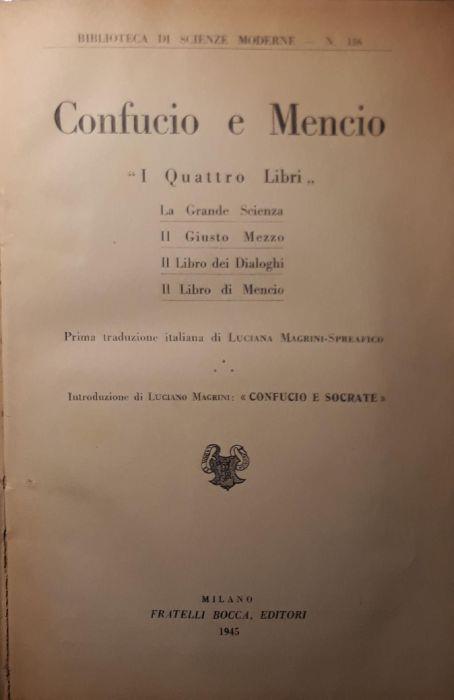 BIBLIOTECA DI SCIENZE MODERNE — N. 136
Confucio e Mencio
“I Quattro Libri„
La Grande Scienza
Il Giusto Mezzo
Il Libro dei Dialoghi
Il Libro di Mencio
Prima traduzione italiana di LUCIANA MAGRINI-SPREAFICO
Introduzione di LUCIANO MAGRINI: « CONFUCIO E SOCRATE »
MILANO
FRATELLI BOCCA, EDITORI
1945